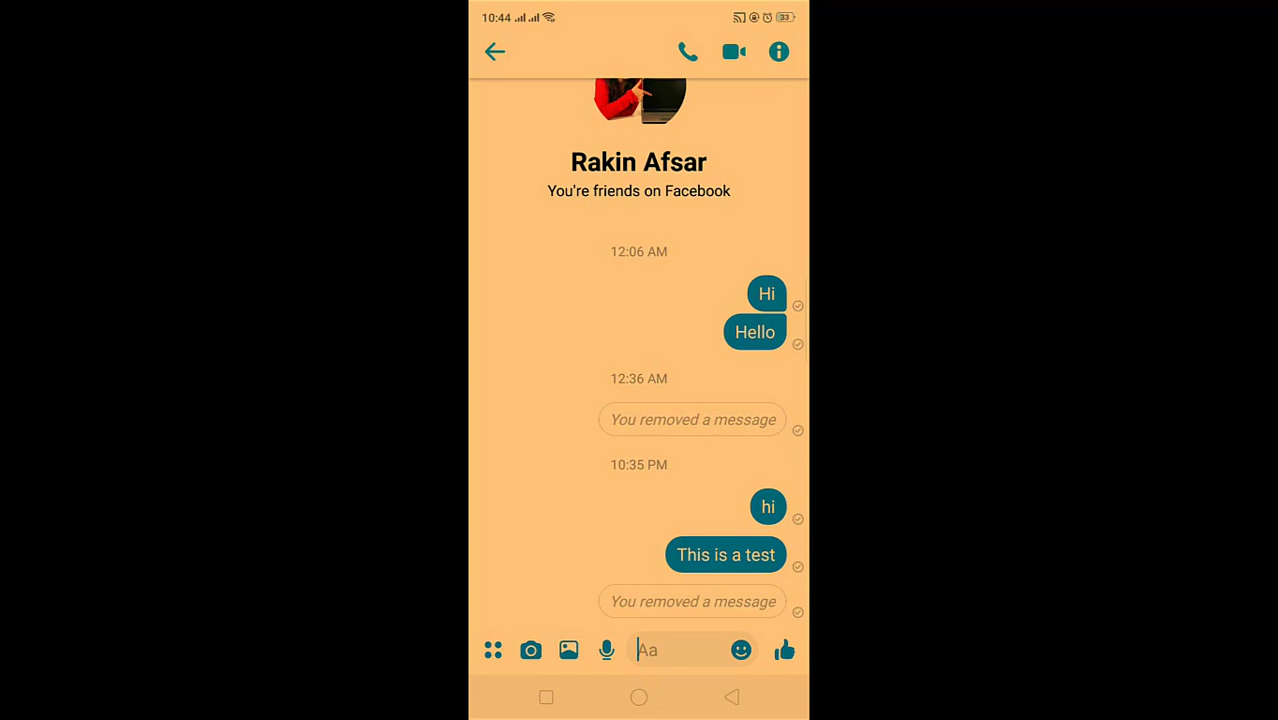 10:44
33
Rakin Afsar
You're friends on Facebook
12:06 AM
Hi
Hello
12:36 AM
You removed a message
10:35 PM
hi
This is a test
You removed a message
Aa